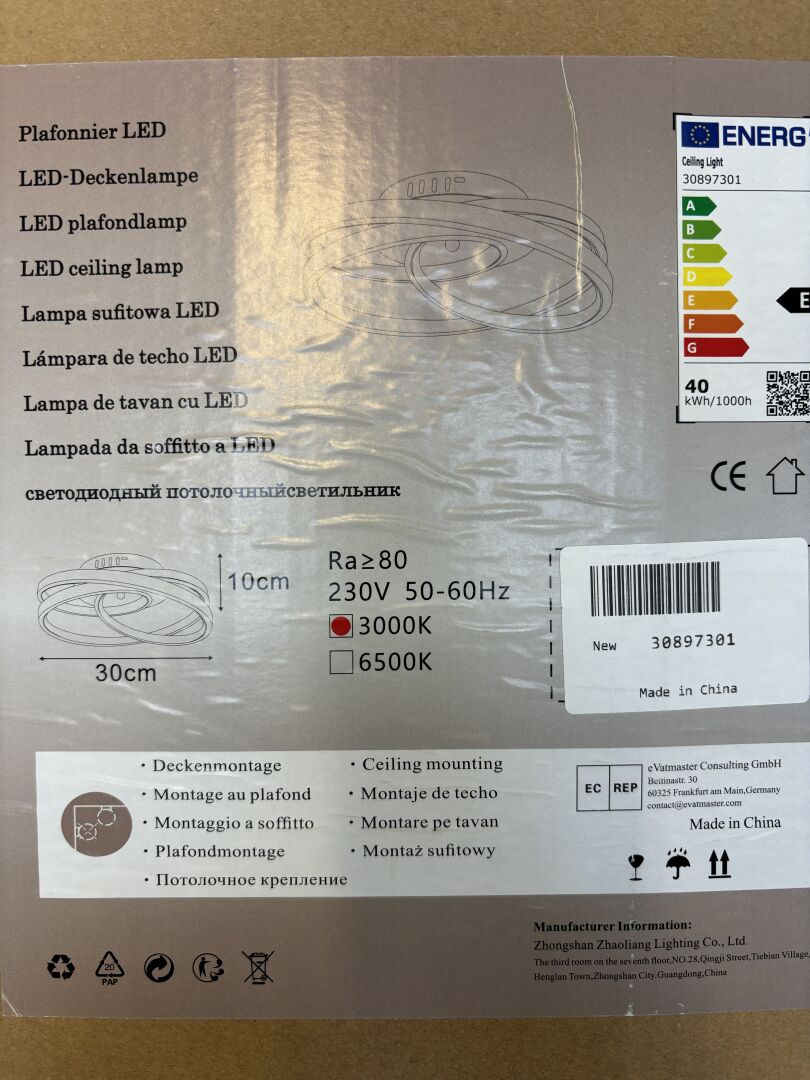 Plafonnier LED
LED-Deckenlampe
LED plafondlamp
LED ceiling lamp
Lampa sufitowa LED
Lámpara de techo LED
Lampa de tavan cu LED
Lampada da soffitto a LED
светодиодный потолочныйсветильник
ENERG
Ceiling Light
30897301
A
B
C
D
E
F
G
E
40
kWh/1000h
CE
10cm
30cm
Ra≥80
230V 50-60Hz
3000K
6500K
New 30897301
Made in China
· Deckenmontage
· Montage au plafond
· Montaggio a soffitto
· Plafondmontage
· Потолочное крепление
· Ceiling mounting
· Montaje de techo
· Montare pe tavan
· Montaż sufitowy
EC REP
eVatmaster Consulting GmbH
Bettinastr. 30
60325 Frankfurt am Main,Germany
contact@evatmaster.com
Made in China
20
PAP
Manufacturer Information:
Zhongshan Zhaoliang Lighting Co., Ltd.
The third room on the seventh floor,NO.28,Qingji Street,Tiebian Village,
Henglan Town,Zhongshan City.Guangdong,China